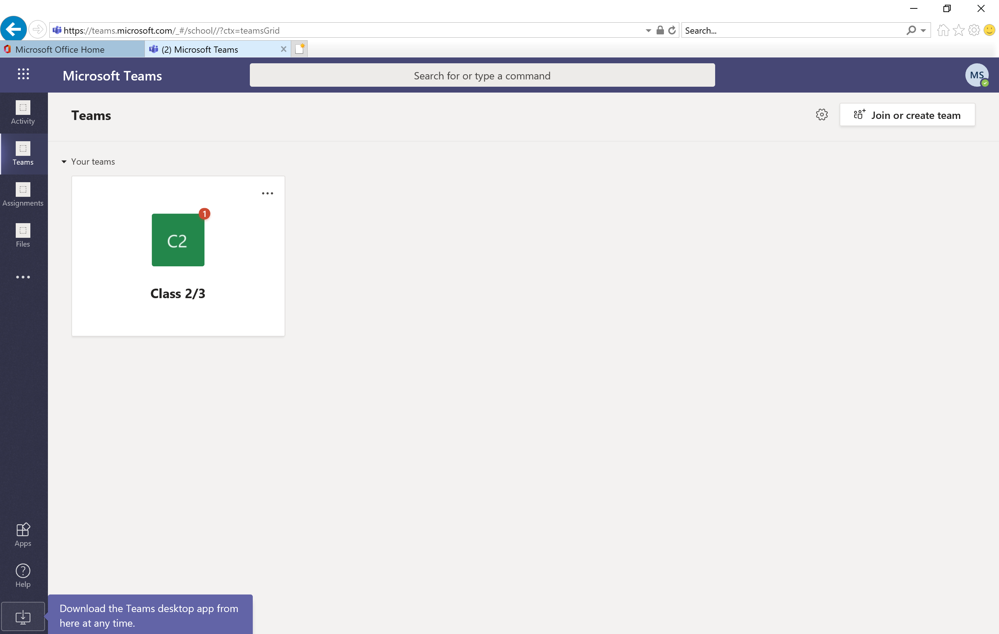 https://teams.microsoft.com/_#/school//?ctx=teamsGrid
Search...
Microsoft Office Home
(2) Microsoft Teams
Microsoft Teams
Search for or type a command
MS
Activity
Teams
Assignments
Files
Teams
Join or create team
Your teams
1
C2
Class 2/3
Apps
Help
Download the Teams desktop app from
here at any time.